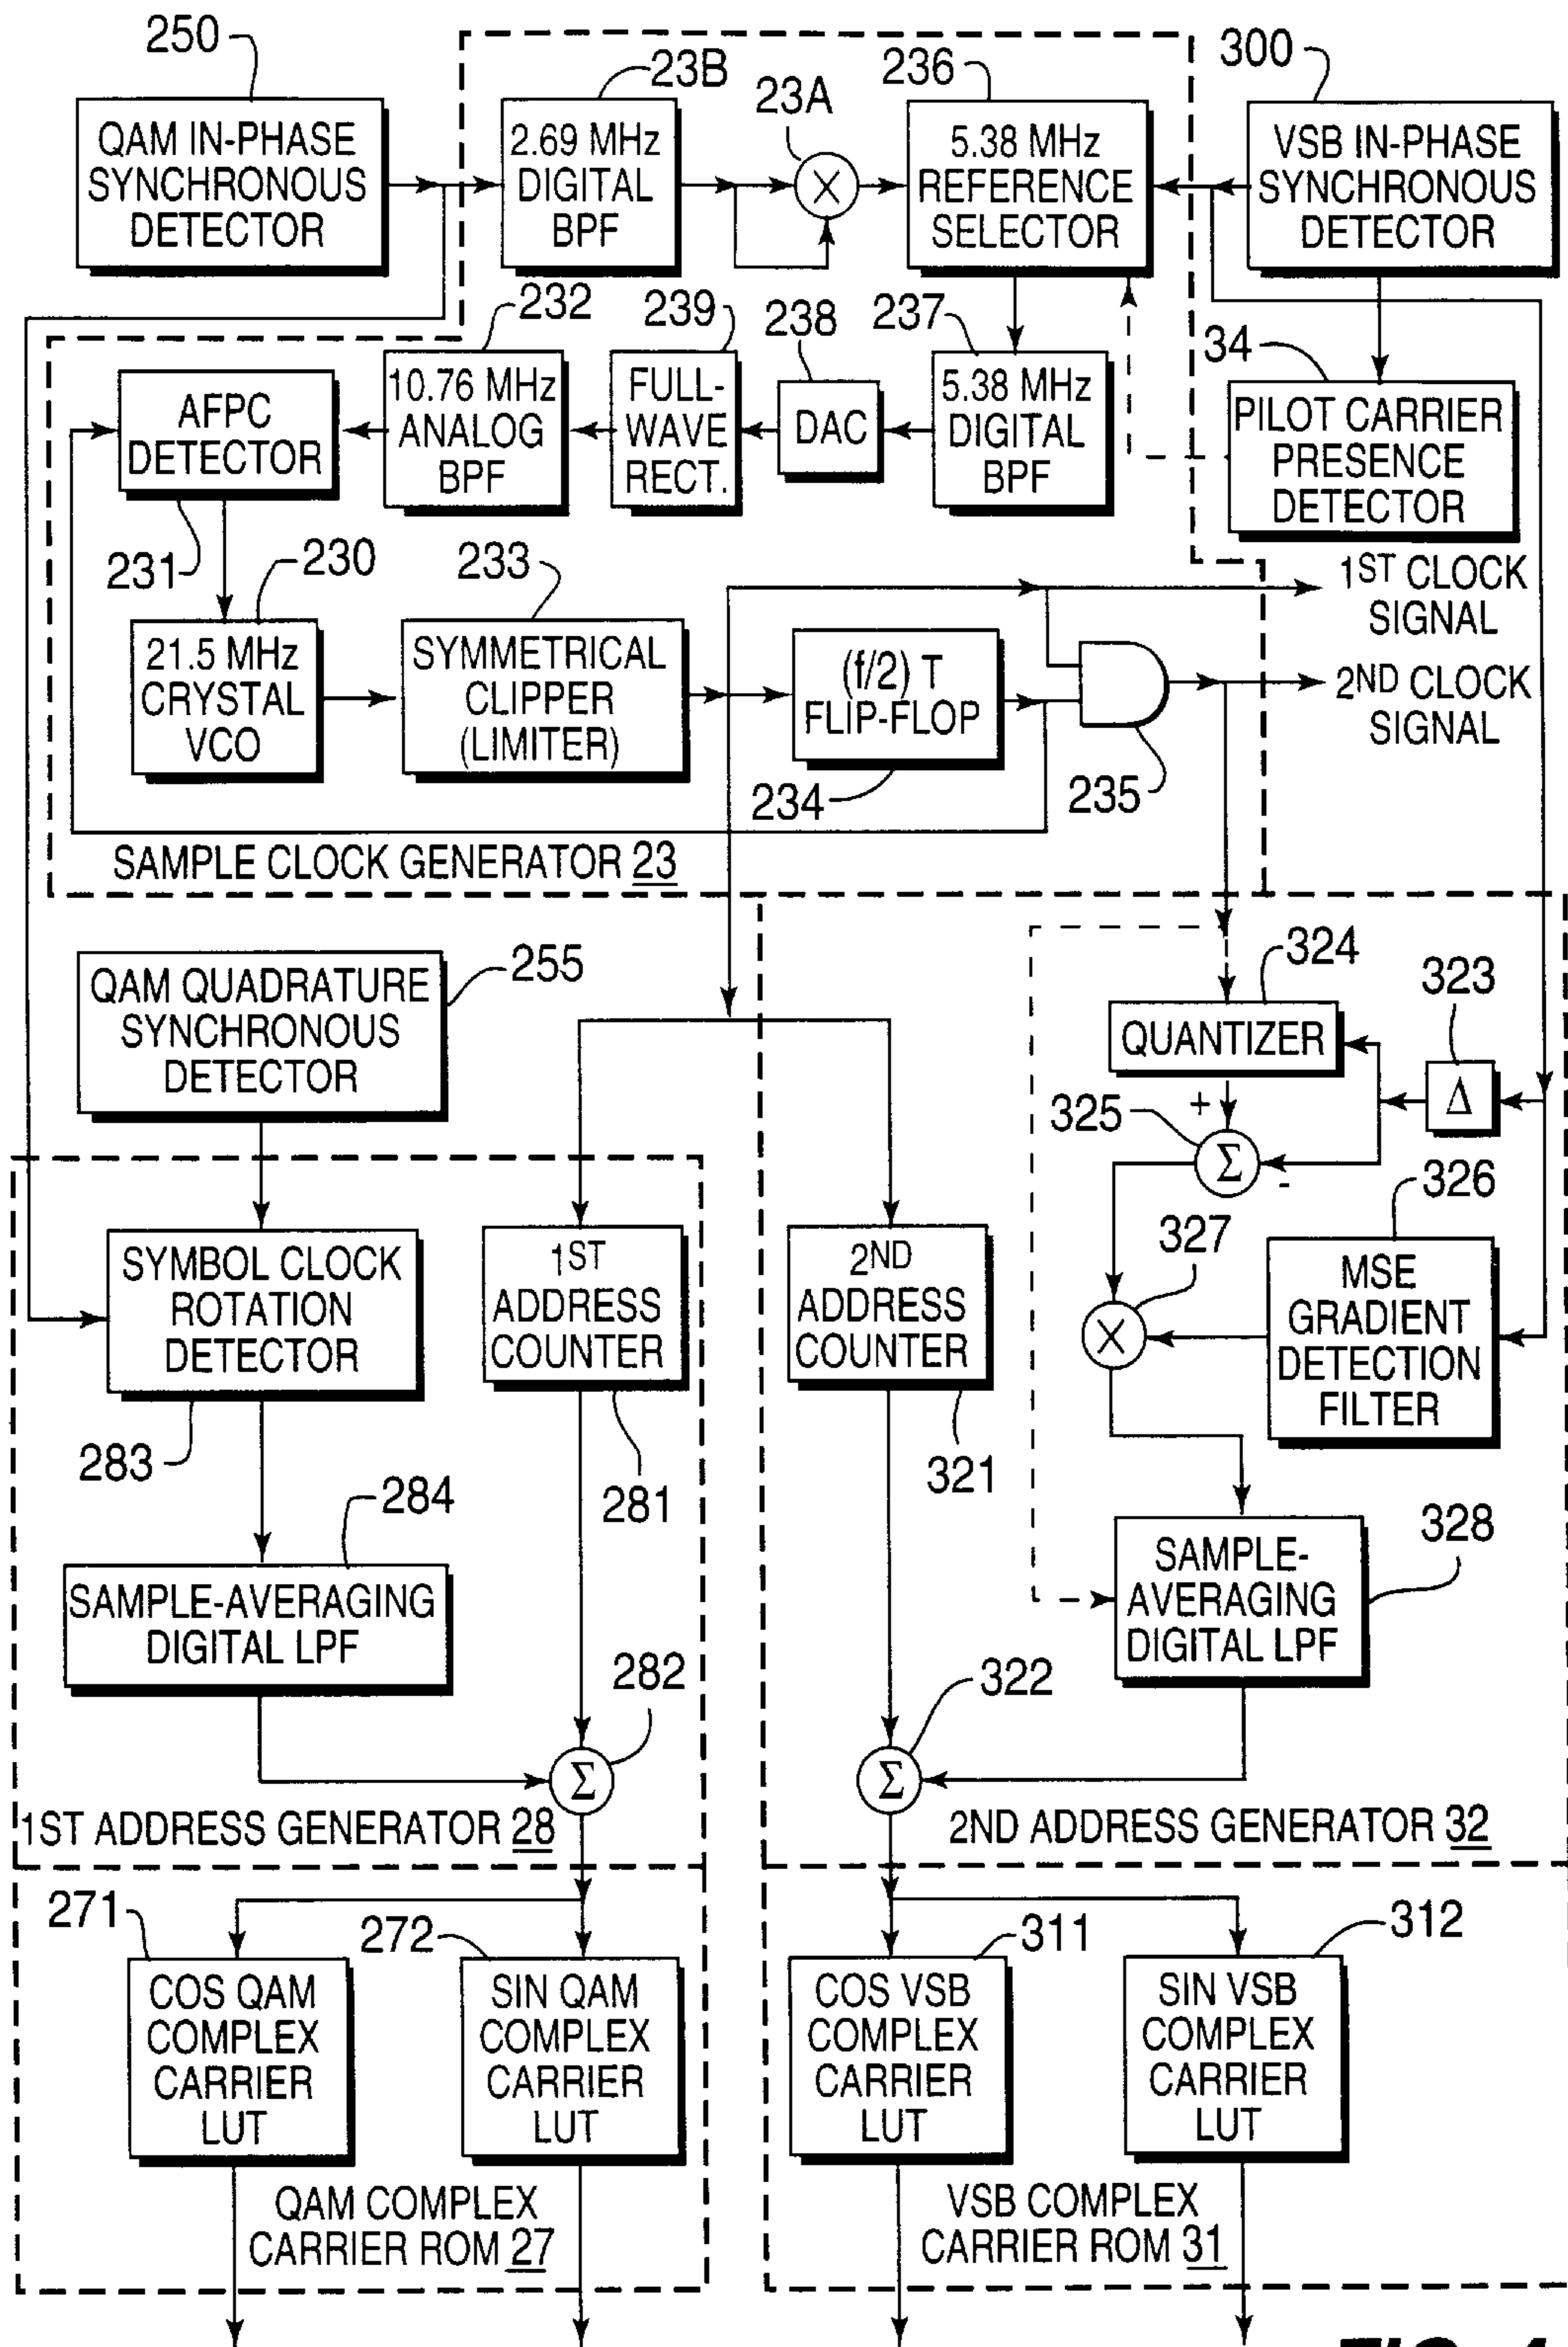 250
23B
23A
236
300
QAM IN-PHASE
SYNCHRONOUS
DETECTOR
2.69 MHz
DIGITAL
BPF
X
5.38 MHz
REFERENCE
SELECTOR
VSB IN-PHASE
SYNCHRONOUS
DETECTOR
232
239
238
237
34
AFPC
DETECTOR
10.76 MHz
ANALOG
BPF
FULL-
WAVE
RECT.
DAC
5.38 MHz
DIGITAL
BPF
PILOT CARRIER
PRESENCE
DETECTOR
231
230
233
1ST CLOCK
SIGNAL
21.5 MHz
CRYSTAL
VCO
SYMMETRICAL
CLIPPER
(LIMITER)
(f/2) T
FLIP-FLOP
2ND CLOCK
SIGNAL
234
235
SAMPLE CLOCK GENERATOR 23
QAM QUADRATURE
SYNCHRONOUS
DETECTOR
255
324
323
QUANTIZER
Δ
+
325
Σ
-
326
327
SYMBOL CLOCK
ROTATION
DETECTOR
1ST
ADDRESS
COUNTER
2ND
ADDRESS
COUNTER
X
MSE
GRADIENT
DETECTION
FILTER
283
281
321
284
328
SAMPLE-AVERAGING
DIGITAL LPF
SAMPLE-
AVERAGING
DIGITAL LPF
282
322
Σ
Σ
1ST ADDRESS GENERATOR 28
2ND ADDRESS GENERATOR 32
271
272
311
312
COS QAM
COMPLEX
CARRIER
LUT
SIN QAM
COMPLEX
CARRIER
LUT
COS VSB
COMPLEX
CARRIER
LUT
SIN VSB
COMPLEX
CARRIER
LUT
QAM COMPLEX
CARRIER ROM 27
VSB COMPLEX
CARRIER ROM 31